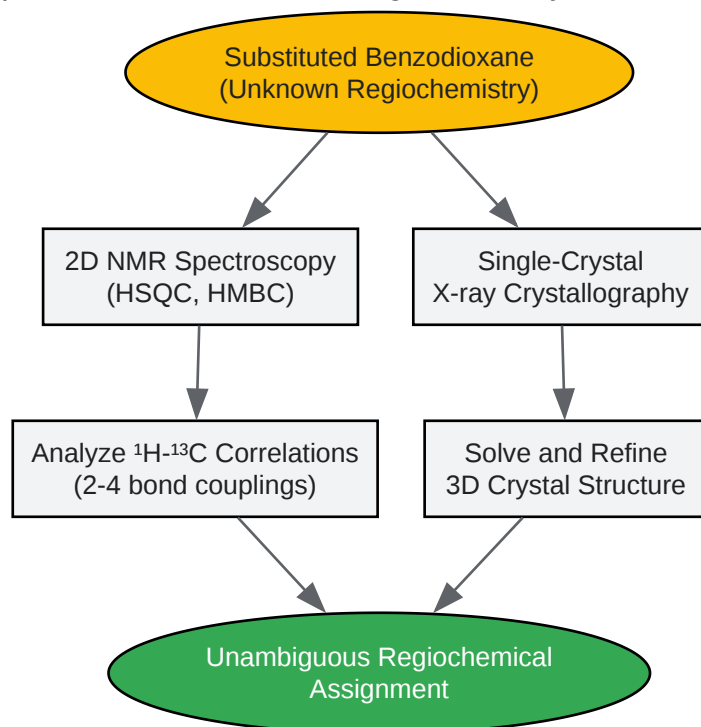 Substituted Benzodioxane
(Unknown Regiochemistry)
2D NMR Spectroscopy
(HSQC, HMBC)
Single-Crystal
X-ray Crystallography
Analyze ¹H-¹³C Correlations
(2-4 bond couplings)
Solve and Refine
3D Crystal Structure
Unambiguous Regiochemical
Assignment